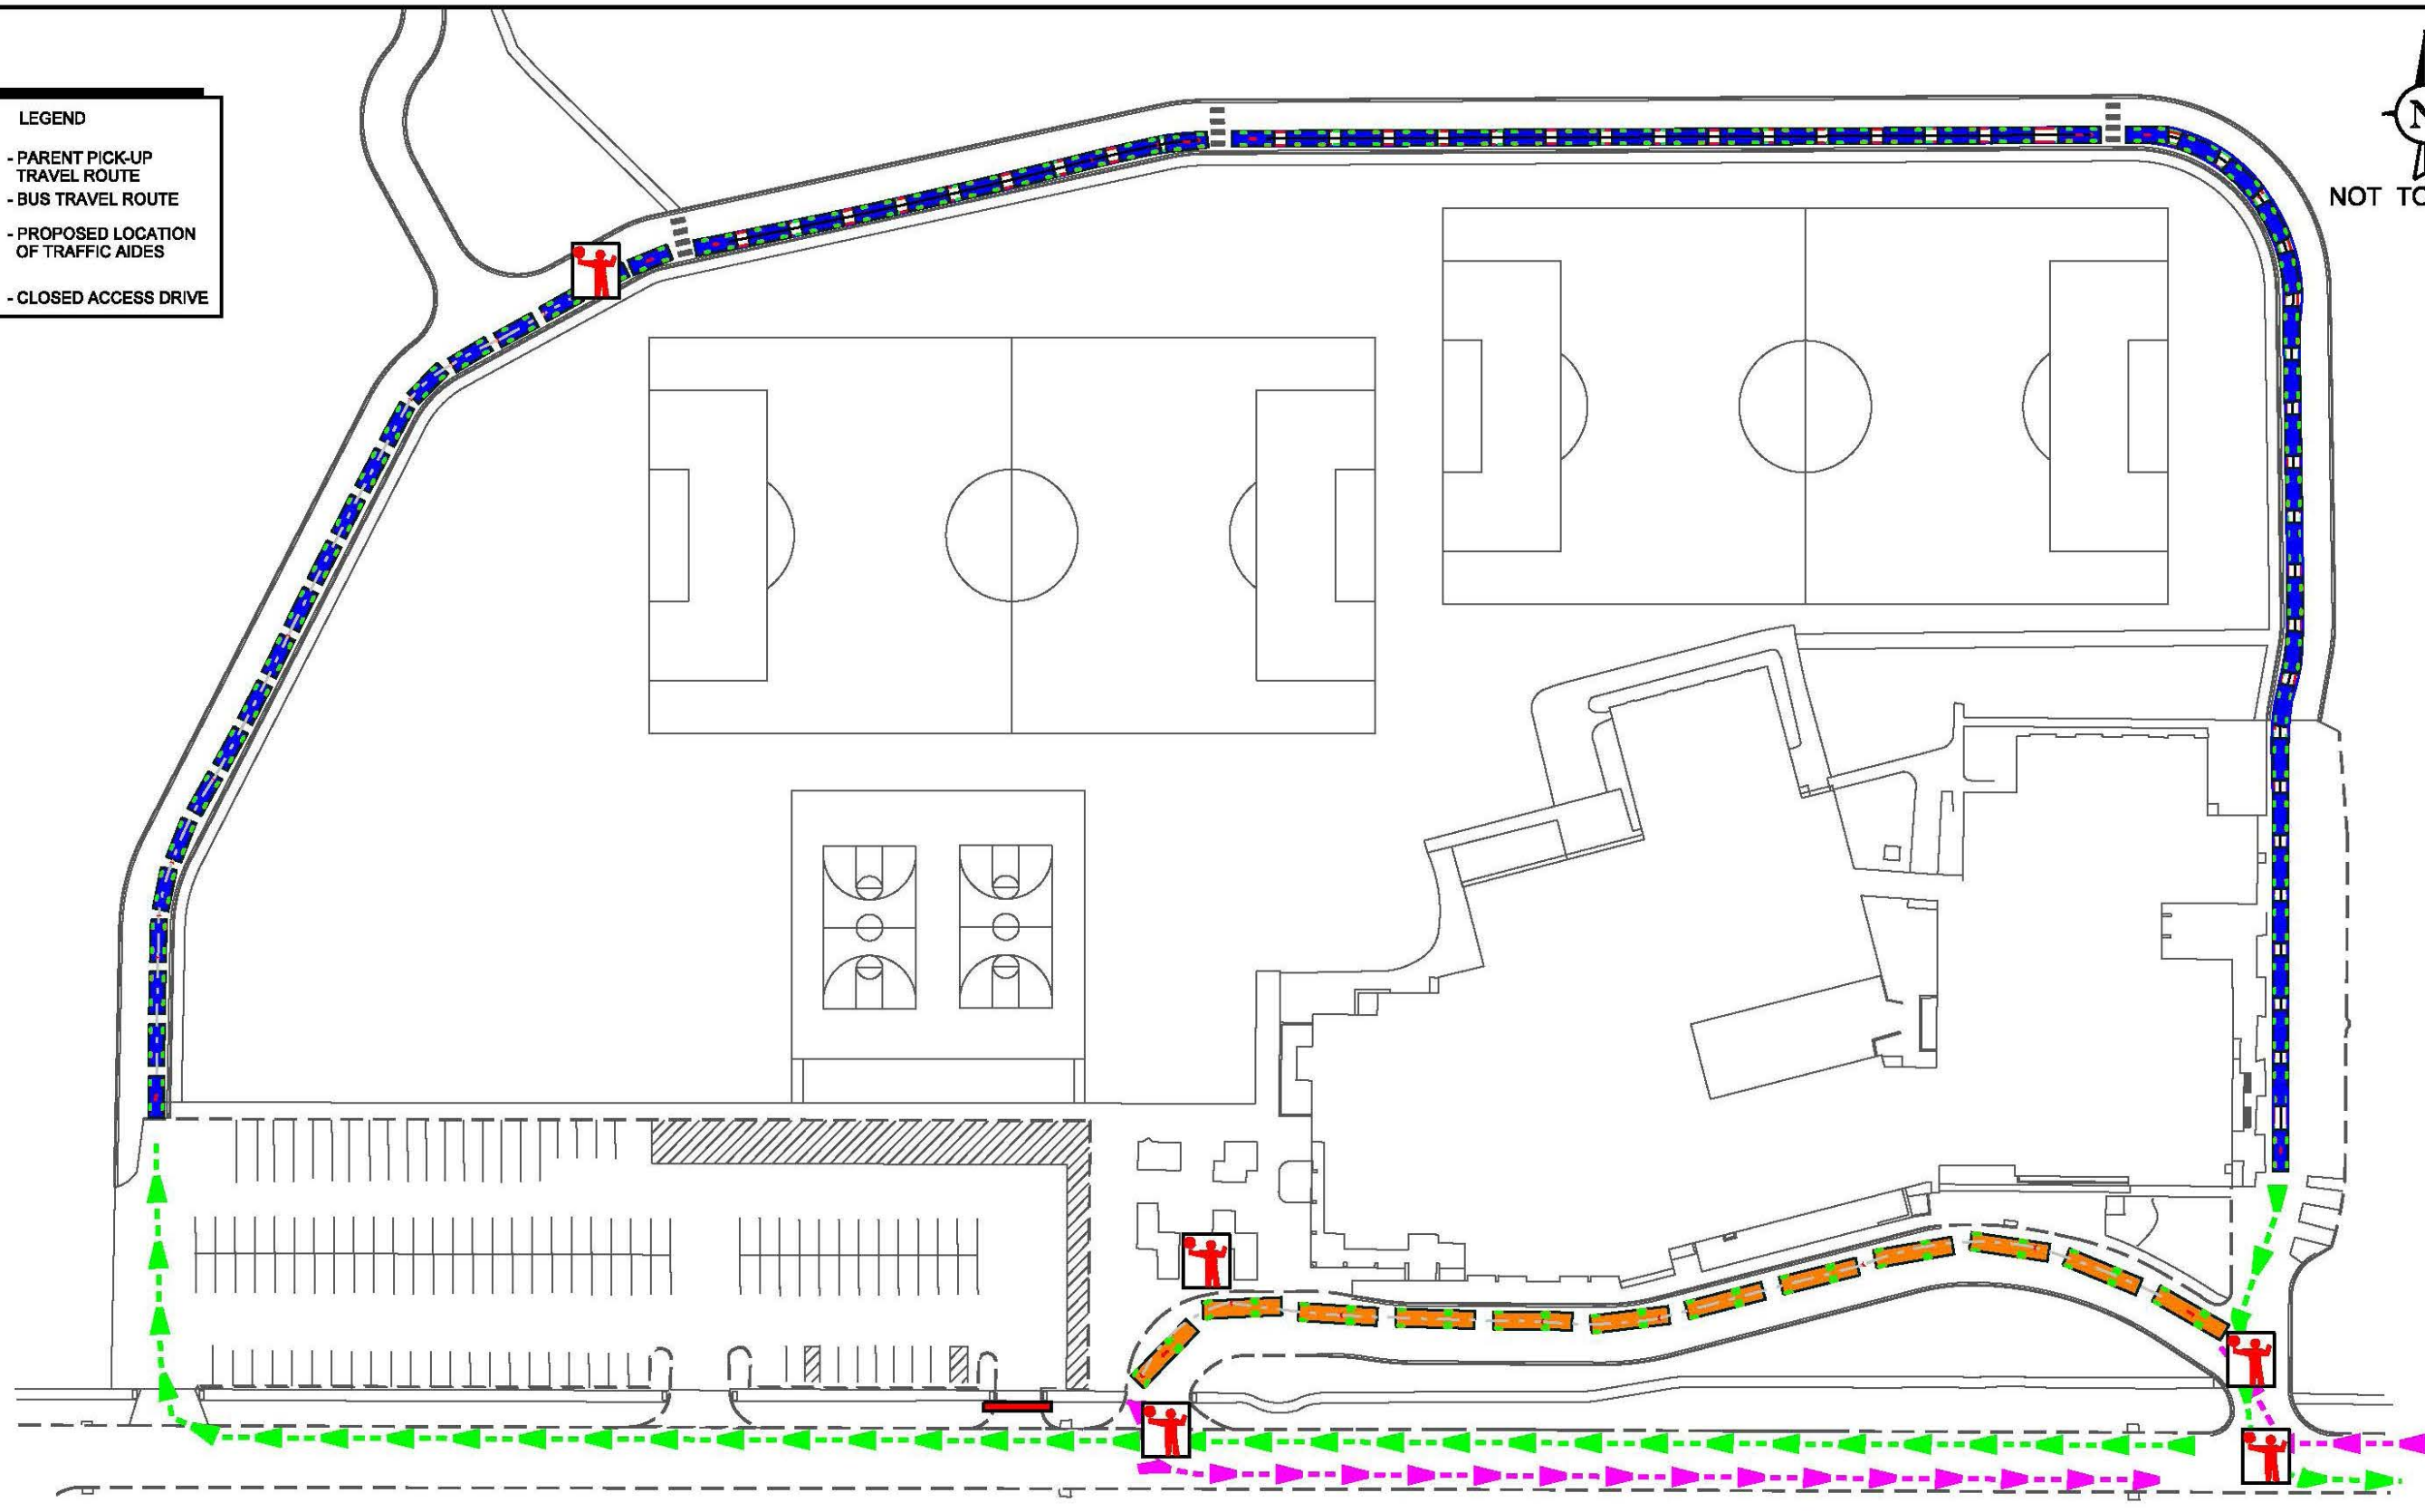 LEGEND
- PARENT PICK-UP
TRAVEL ROUTE
- BUS TRAVEL ROUTE
- PROPOSED LOCATION
OF TRAFFIC AIDES
- CLOSED ACCESS DRIVE
N
NOT TO